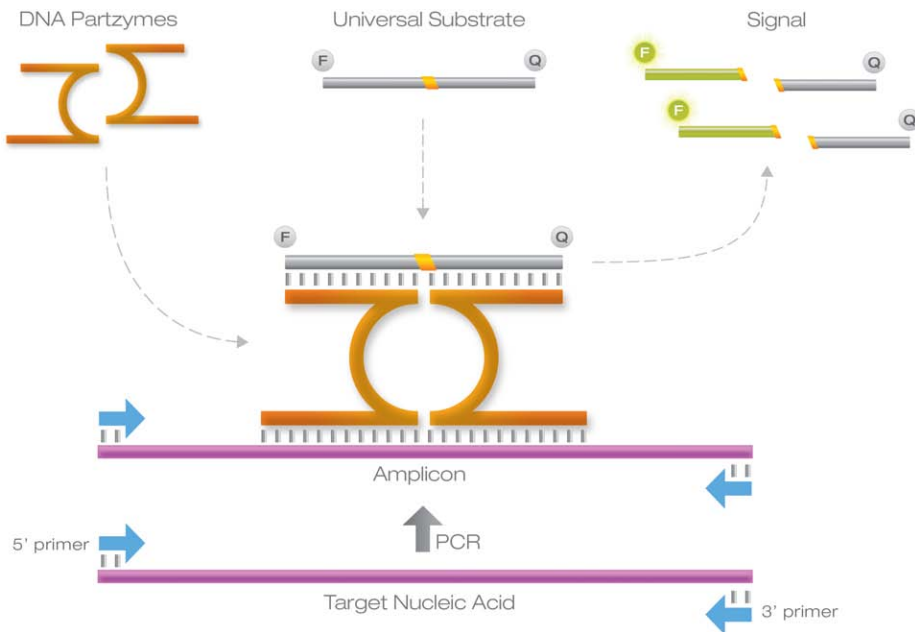 DNA Partzymes
Universal Substrate
Signal
F
Q
F
Q
F
Q
F
Q
Amplicon
PCR
5' primer
Target Nucleic Acid
3' primer